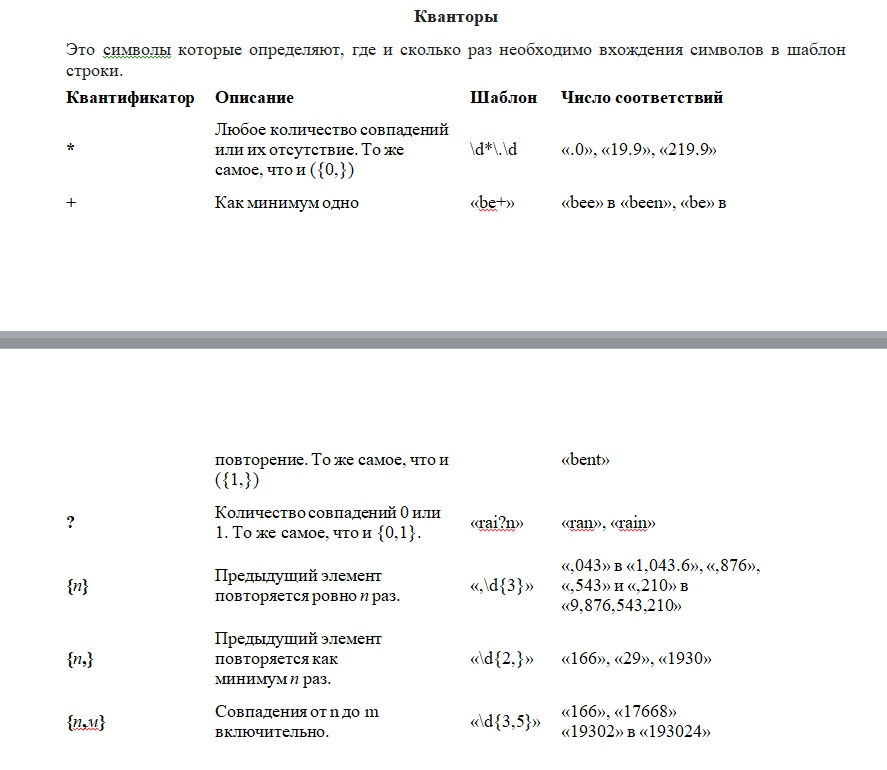 Кванторы
Это символы которые определяют, где и сколько раз необходимо вхождения символов в шаблон
строки.
Квантификатор Описание Шаблон Число соответствий
Любое количество совпадений
* или их отсутствие. То же \d*\.\d «.0», «19.9», «219.9»
самое, что и ({0,})
+ Как минимум одно «be+» «bee» в «been», «be» в
повторение. То же самое, что и «bent»
({1,})
Количество совпадений 0 или
? 1. То же самое, что и {0,1}. «rai?n» «ran», «rain»
«,043» в «1,043.6», «,876»,
{n} Предыдущий элемент «,\d{3}» «,543» и «,210» в
повторяется ровно n раз. «9,876,543,210»
Предыдущий элемент
{n,} повторяется как «\d{2,}» «166», «29», «1930»
минимум n раз.
{n,м} Совпадения от n до m «\d{3,5}» «166», «17668»
включительно. «19302» в «193024»